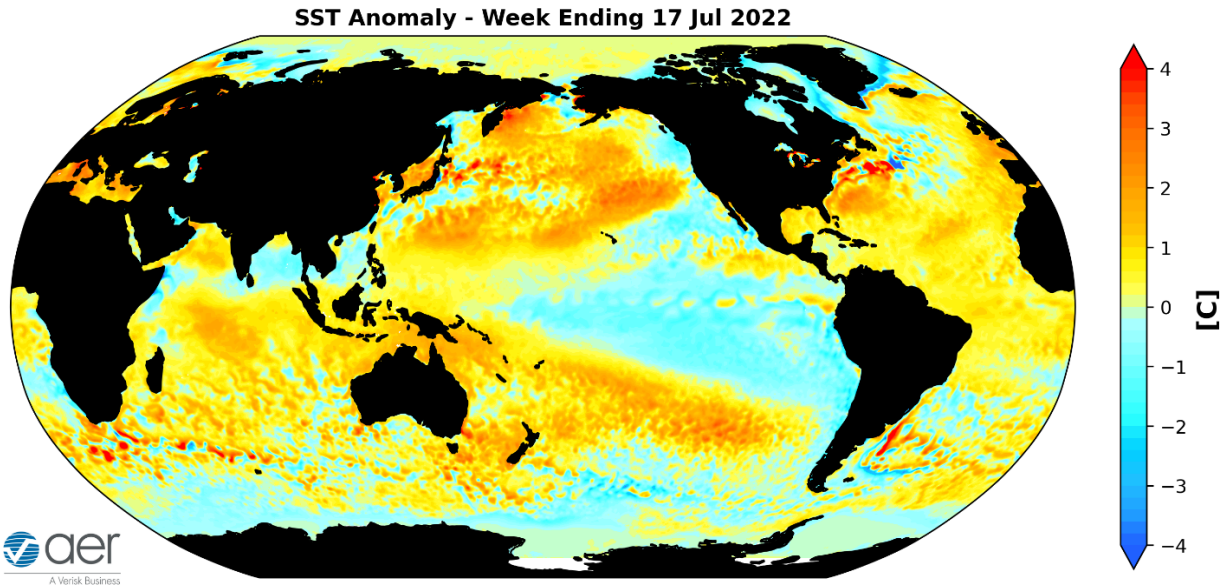 SST Anomaly - Week Ending 17 Jul 2022
4
3
2
1
0
−1
−2
−3
−4
[C]
aer
A Verisk Business